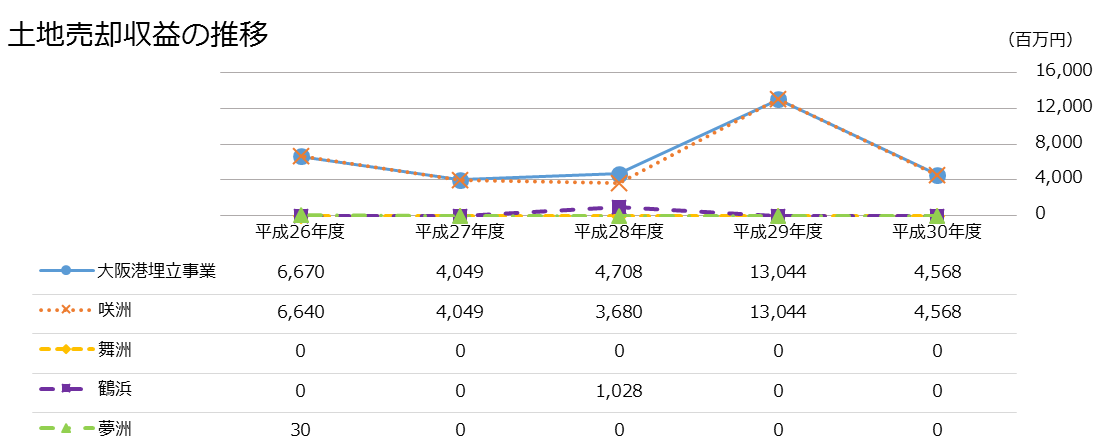 土地売却収益の推移
（百万円）
16,000
12,000
8,000
4,000
0
平成26年度 平成27年度 平成28年度 平成29年度 平成30年度
大阪港埋立事業 6,670 4,049 4,708 13,044 4,568
咲洲 6,640 4,049 3,680 13,044 4,568
舞洲 0 0 0 0 0
鶴浜 0 0 1,028 0 0
夢洲 30 0 0 0 0